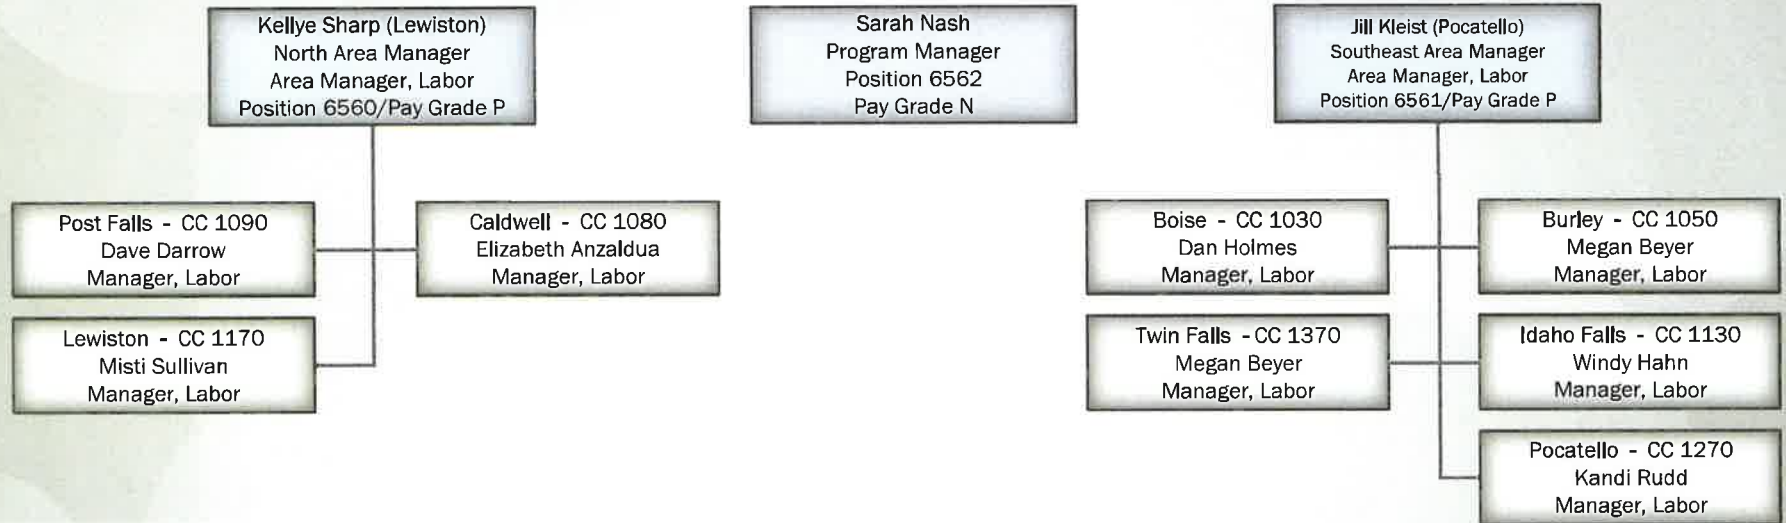 Kellye Sharp (Lewiston)
North Area Manager
Area Manager, Labor
Position 6560/Pay Grade P
Sarah Nash
Program Manager
Position 6562
Pay Grade N
Jill Kleist (Pocatello)
Southeast Area Manager
Area Manager, Labor
Position 6561/Pay Grade P
Post Falls - CC 1090
Dave Darrow
Manager, Labor
Caldwell - CC 1080
Elizabeth Anzaldua
Manager, Labor
Lewiston - CC 1170
Misti Sullivan
Manager, Labor
Boise - CC 1030
Dan Holmes
Manager, Labor
Burley - CC 1050
Megan Beyer
Manager, Labor
Twin Falls - CC 1370
Megan Beyer
Manager, Labor
Idaho Falls - CC 1130
Windy Hahn
Manager, Labor
Pocatello - CC 1270
Kandi Rudd
Manager, Labor